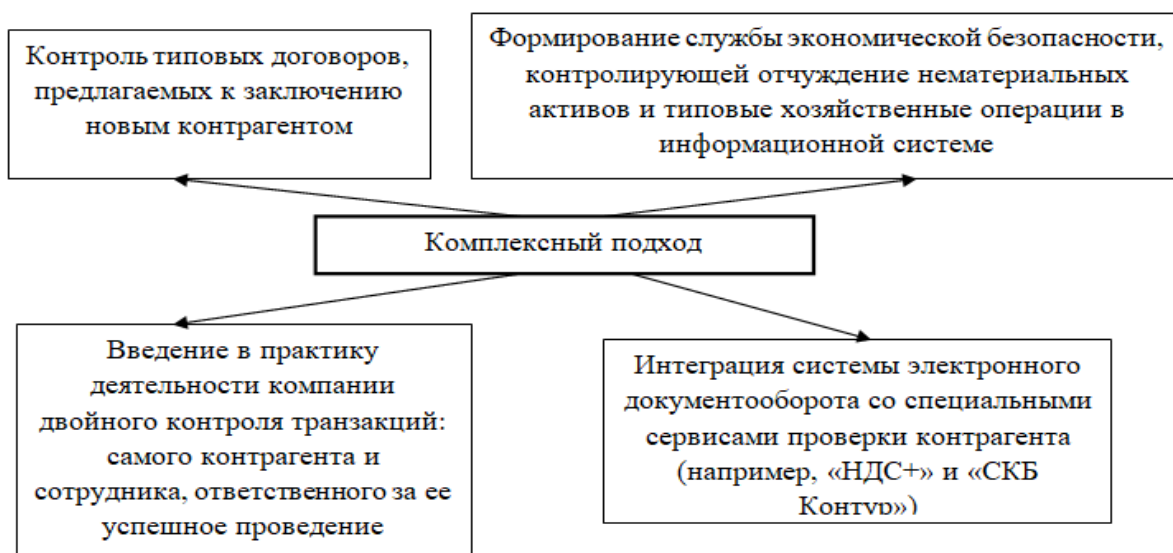 Контроль типовых договоров,
предлагаемых к заключению
новым контрагентом
Формирование службы экономической безопасности,
контролирующей отчуждение нематериальных
активов и типовые хозяйственные операции в
информационной системе
Комплексный подход
Введение в практику
деятельности компании
двойного контроля транзакций:
самого контрагента и
сотрудника, ответственного за ее
успешное проведение
Интеграция системы электронного
документооборота со специальными
сервисами проверки контрагента
(например, «НДС+» и «СКБ
Контур»)